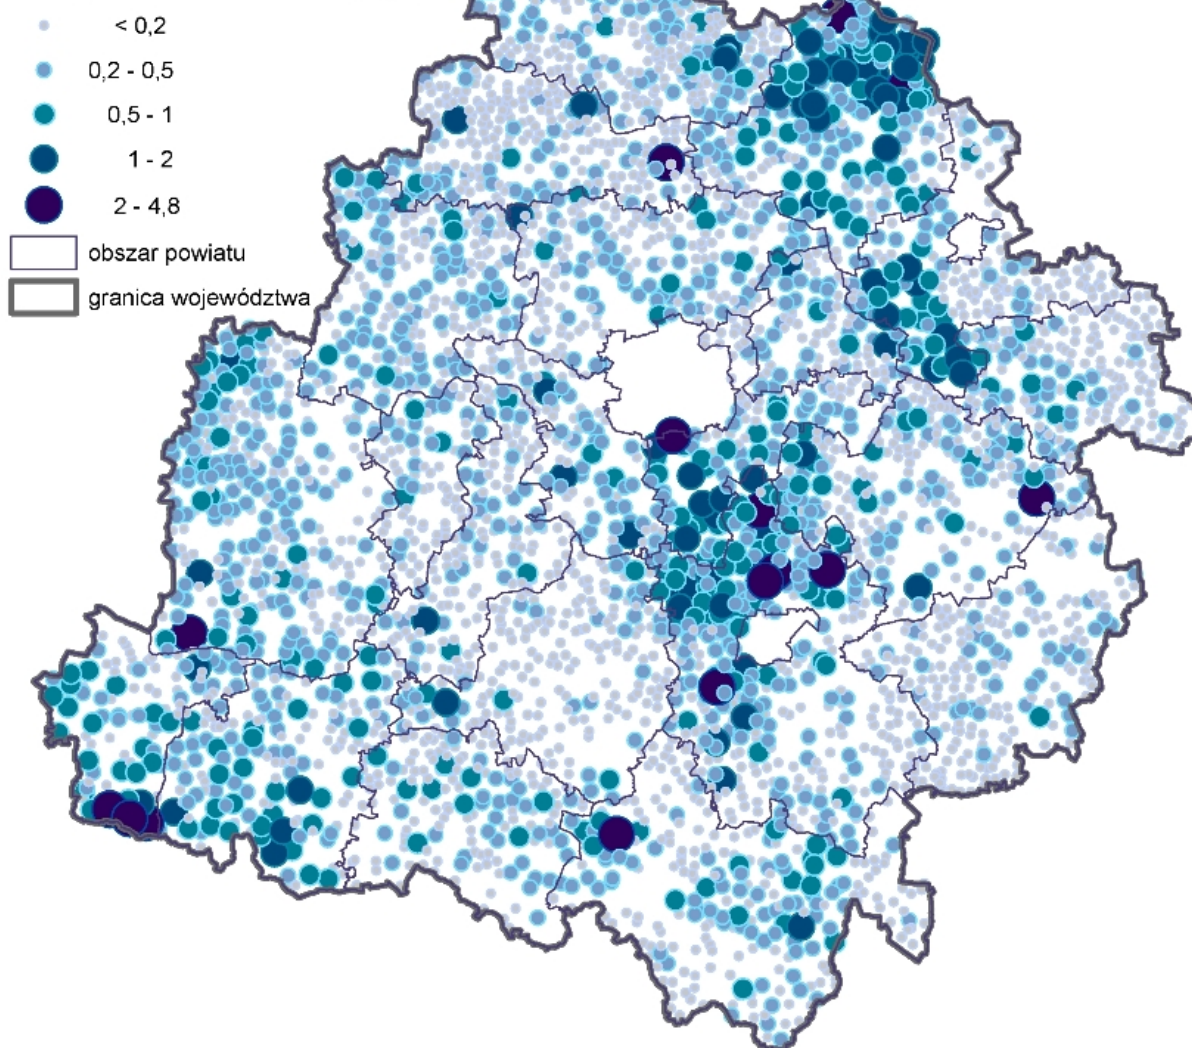 < 0,2
0,2 - 0,5
0,5 - 1
1 - 2
2 - 4,8
obszar powiatu
granica województwa